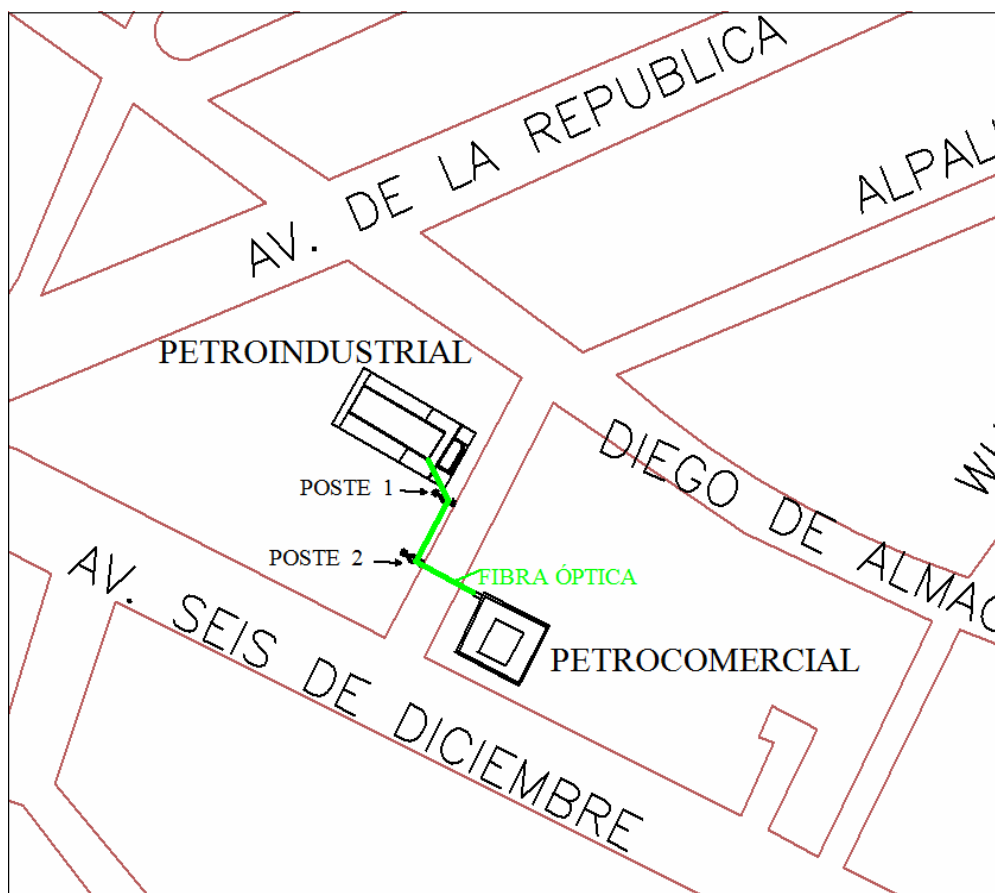 AV. DE LA REPUBLICA
ALPAL
PETROINDUSTRIAL
DIEGO DE ALMAG
POSTE 1
POSTE 2
FIBRA ÓPTICA
AV. SEIS DE DICIEMBRE
PETROCOMERCIAL